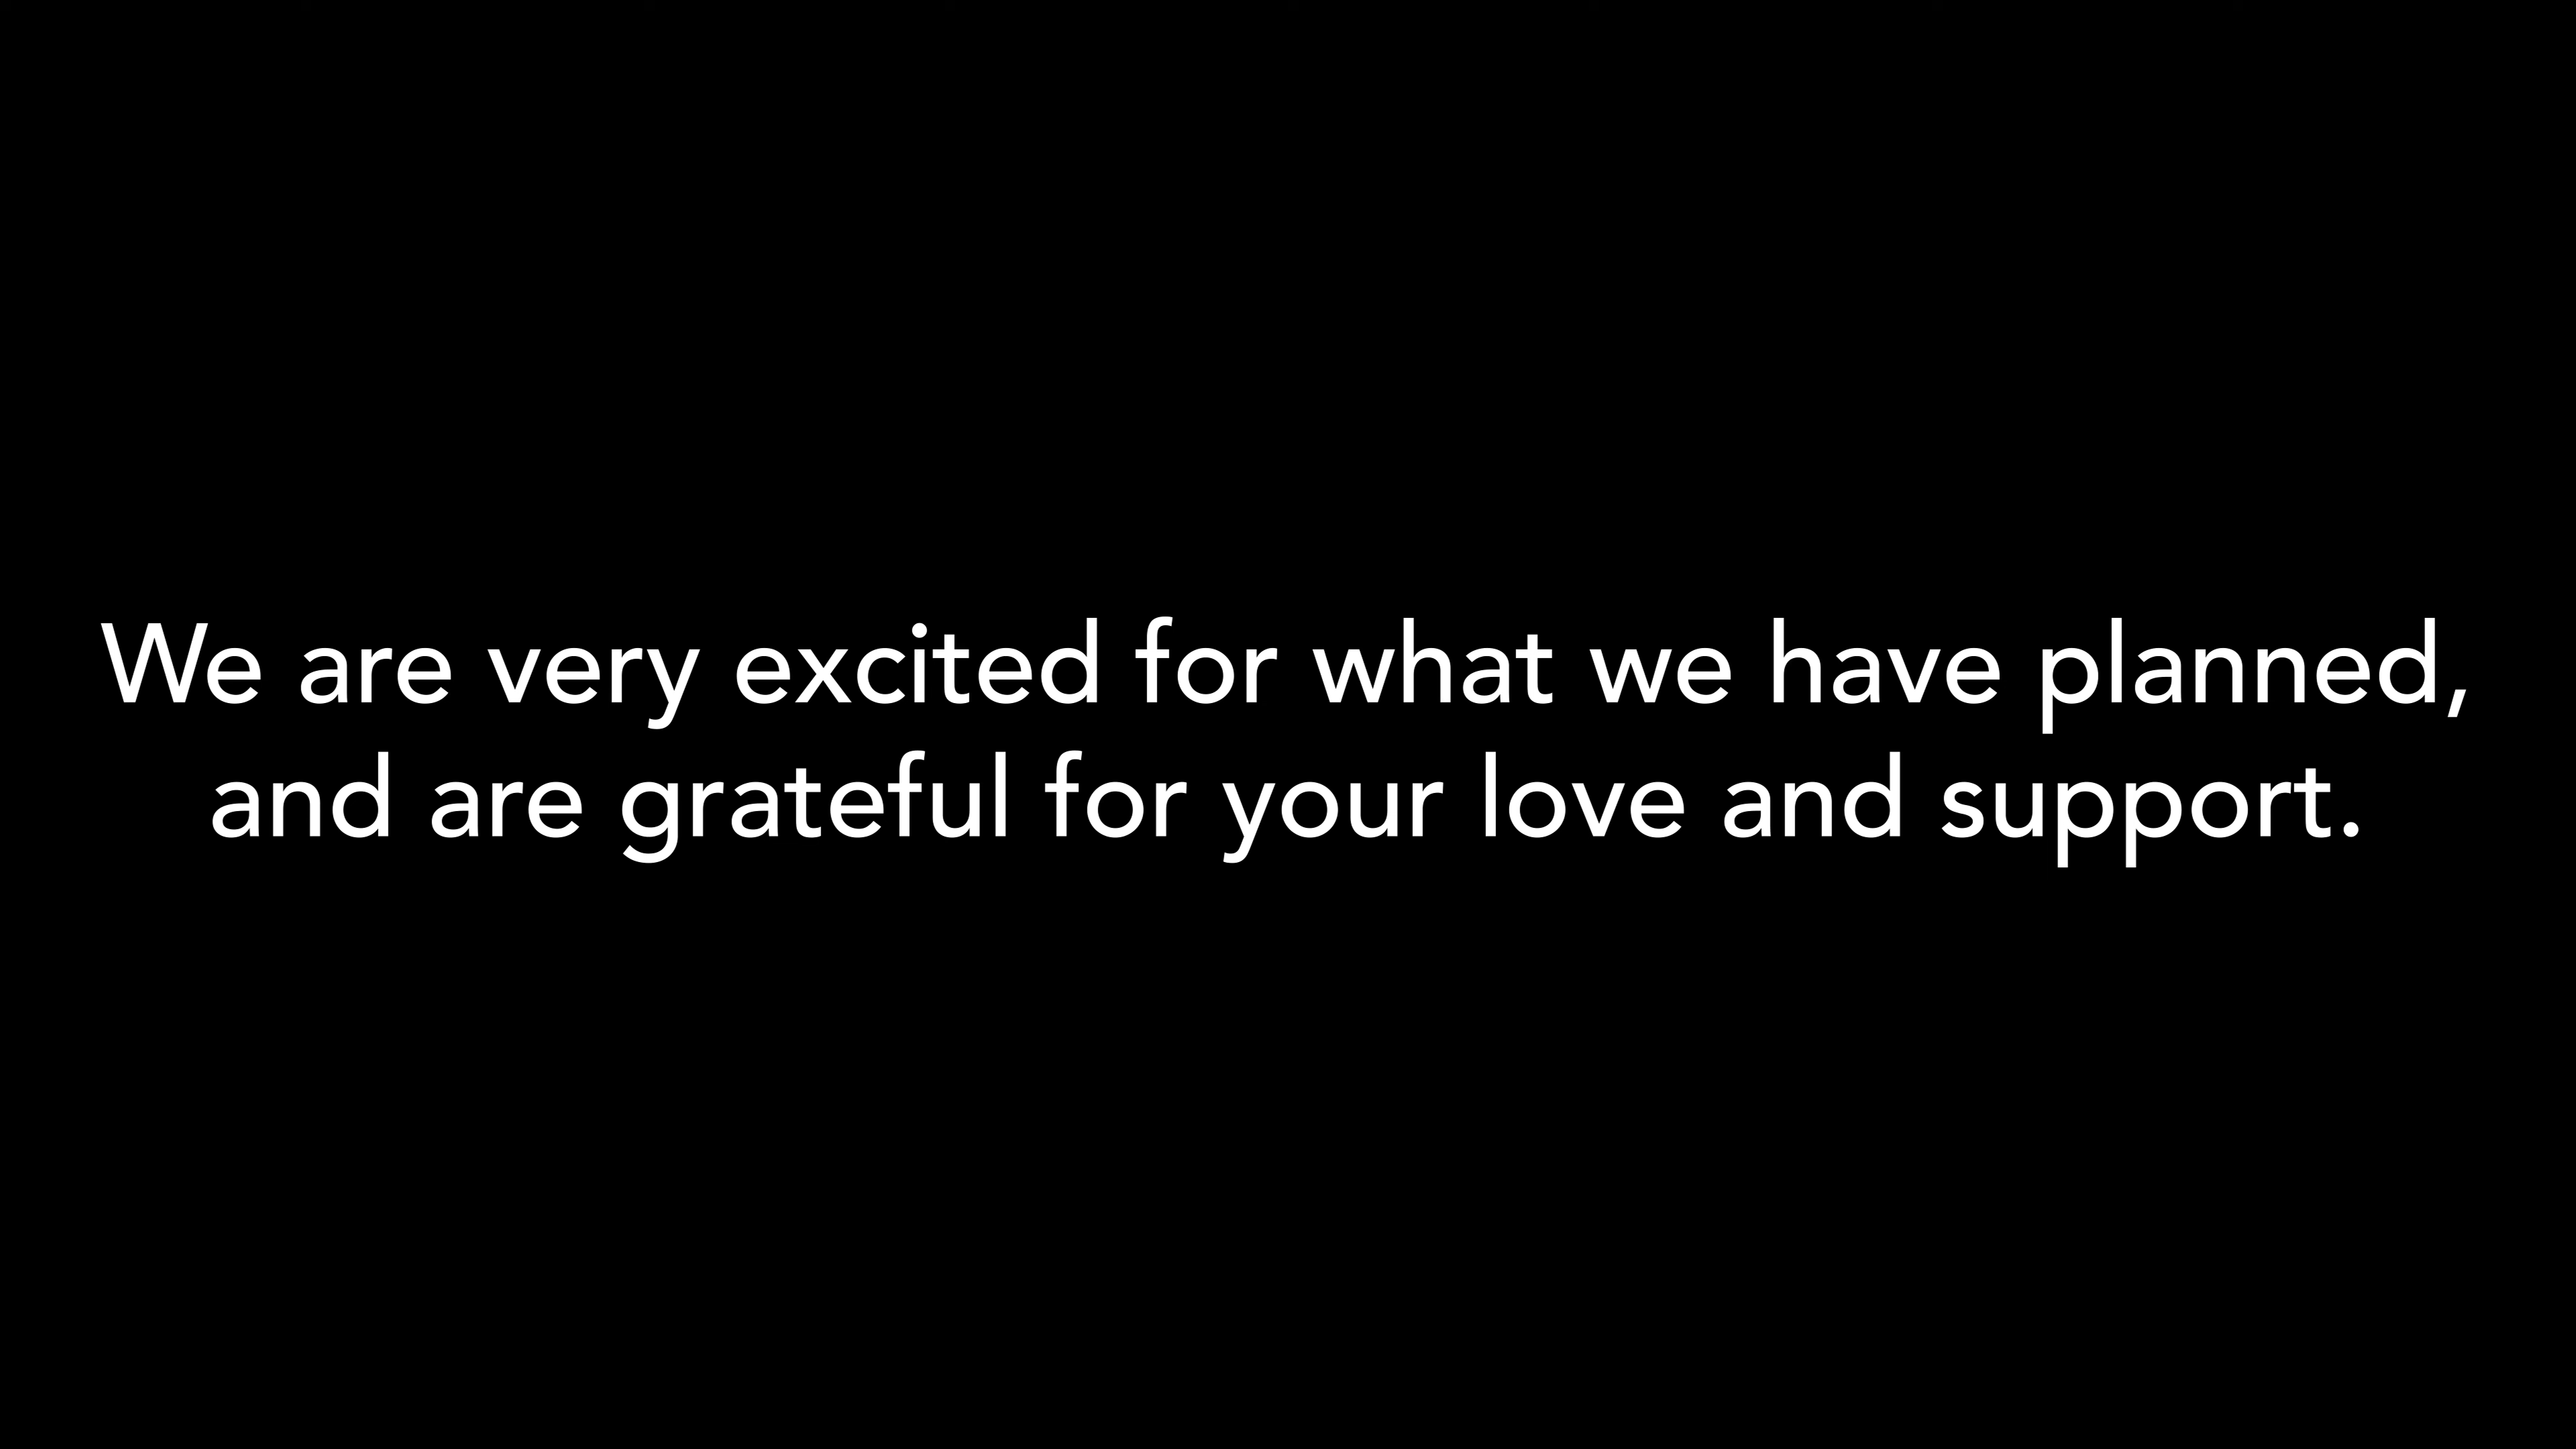 We are very excited for what we have planned,
and are grateful for your love and support.